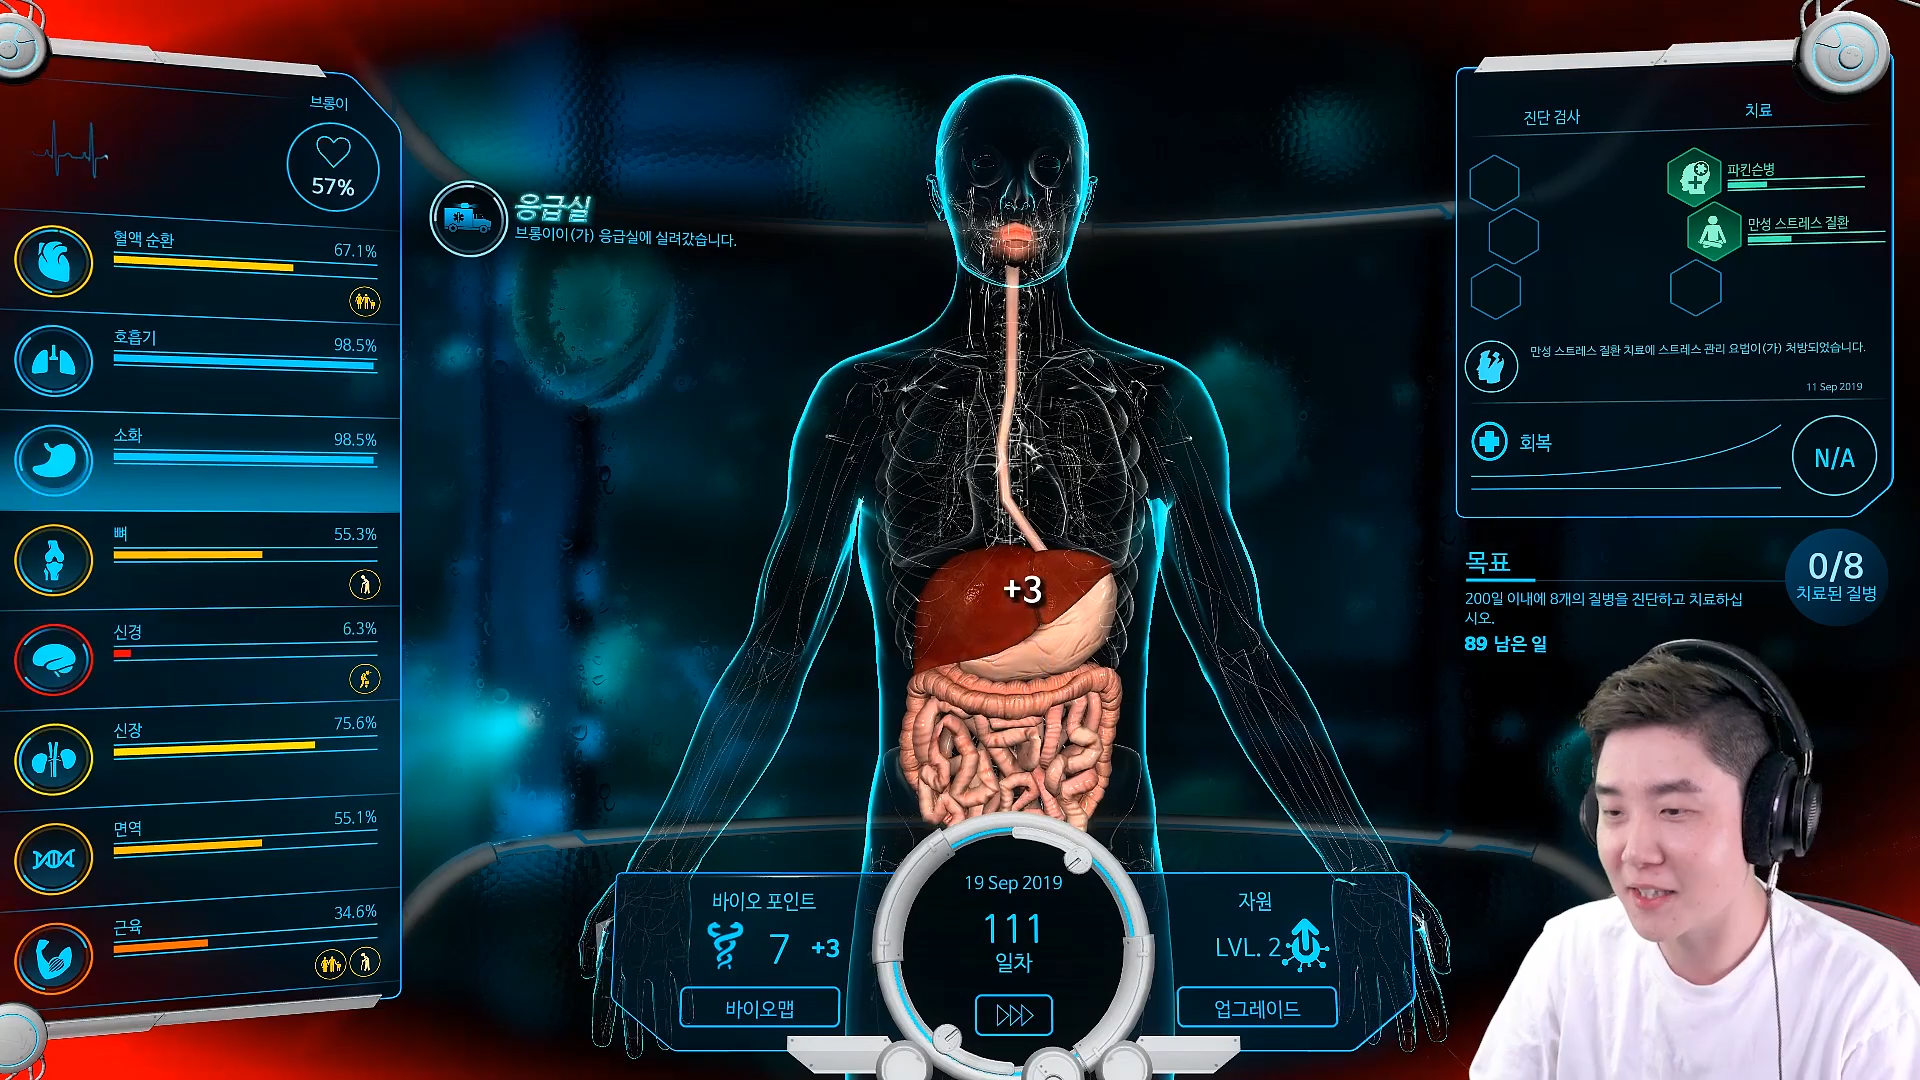 브롱이
57%
혈액 순환
67.1%
호흡기
98.5%
소화
98.5%
뼈
55.3%
신경
6.3%
신장
75.6%
면역
55.1%
근육
34.6%
응급실
브롱이이(가) 응급실에 실려갔습니다.
+3
진단 검사
치료
파킨슨병
만성 스트레스 질환
만성 스트레스 질환 치료에 스트레스 관리 요법이(가) 처방되었습니다.
11 Sep 2019
회복
N/A
목표
200일 이내에 8개의 질병을 진단하고 치료하십
시오.
89 남은 일
0/8
치료된 질병
바이오 포인트
7 +3
바이오맵
19 Sep 2019
111
일차
자원
LVL. 2
업그레이드